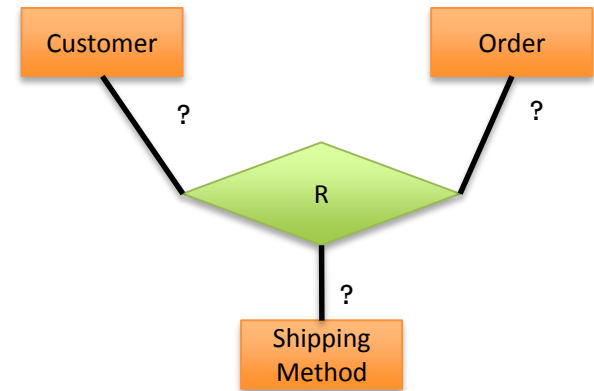 Customer
Order
?
?
R
?
Shipping
Method